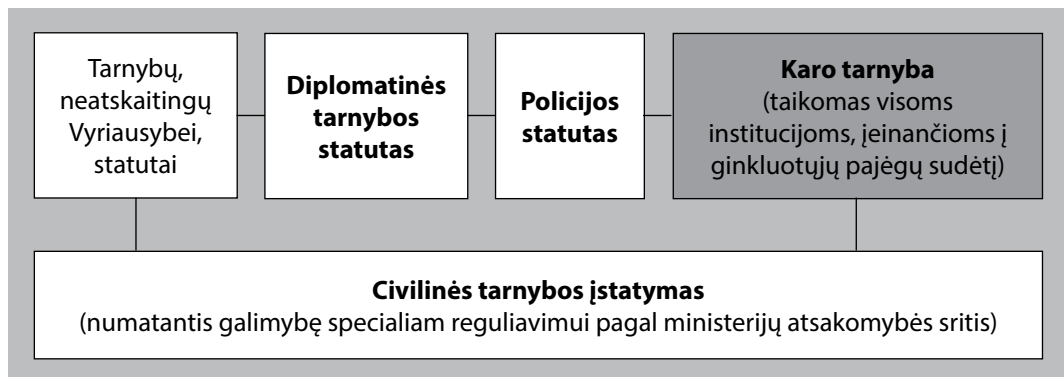 Tarnybų,
neatskaitingų
Vyriausybei,
statutai
Diplomatinės
tarnybos
statutas
Policijos
statutas
Karo tarnyba
(taikomas visoms
institucijoms, įeinančioms į
ginkluotųjų pajėgų sudėtį)
Civilinės tarnybos įstatymas
(numatantis galimybę specialiam reguliavimui pagal ministerijų atsakomybės sritis)